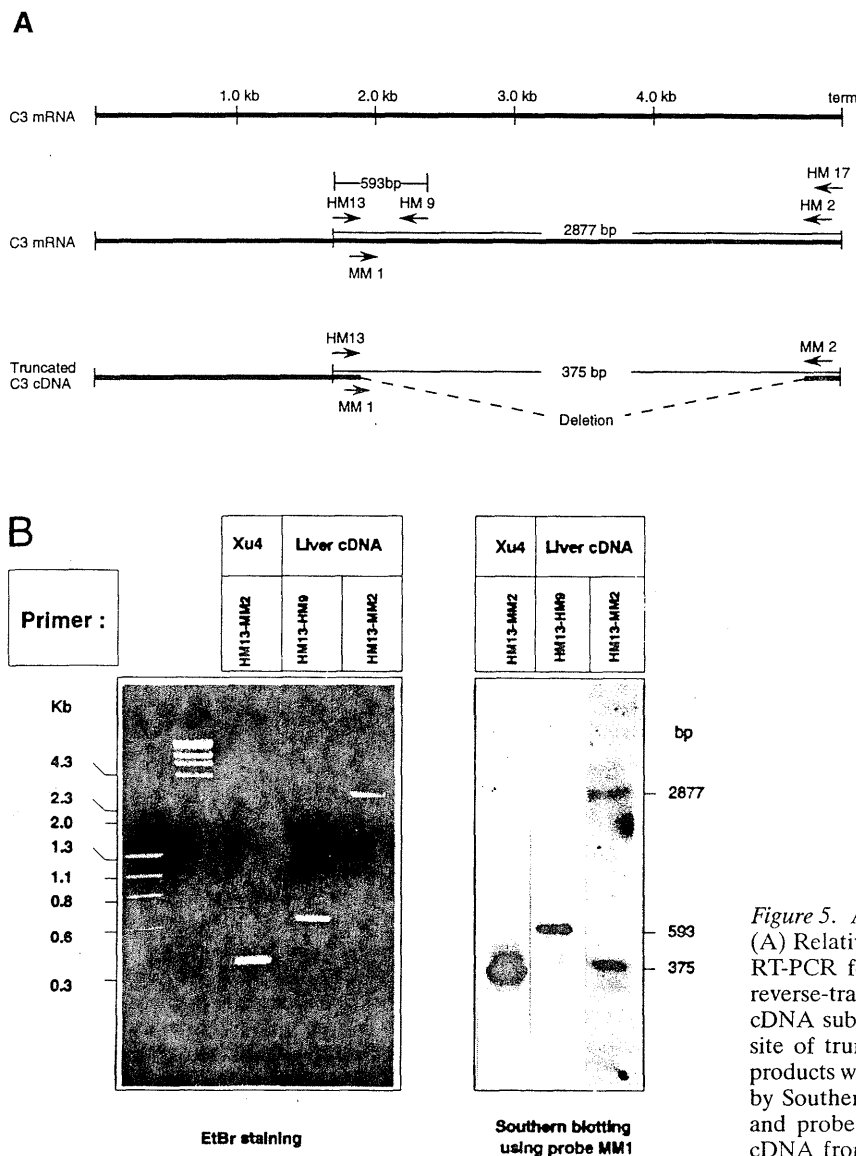 A
1.0 kb 2.0 kb 3.0 kb 4.0 kb term
C3 mRNA
593bp
HM 17
HM13 HM 9 HM 2
C3 mRNA
2877 bp
MM 1
HM13 MM 2
Truncated
C3 cDNA
375 bp
MM 1
Deletion
B
Xu4 Liver cDNA
Primer :
HM13-MM2
HM13-HM9
HM13-MM2
Xu4 Liver cDNA
HM13-MM2
HM13-HM9
HM13-MM2
Kb
4.3
2.3
2.0
1.3
1.1
0.8
0.6
0.3
bp
2877
593
375
EtBr staining
Southern blotting
using probe MM1
Figure 5. A
(A) Relativ
RT-PCR f
reverse-tra
cDNA sub
site of trun
products w
by Souther
and probe
cDNA fron